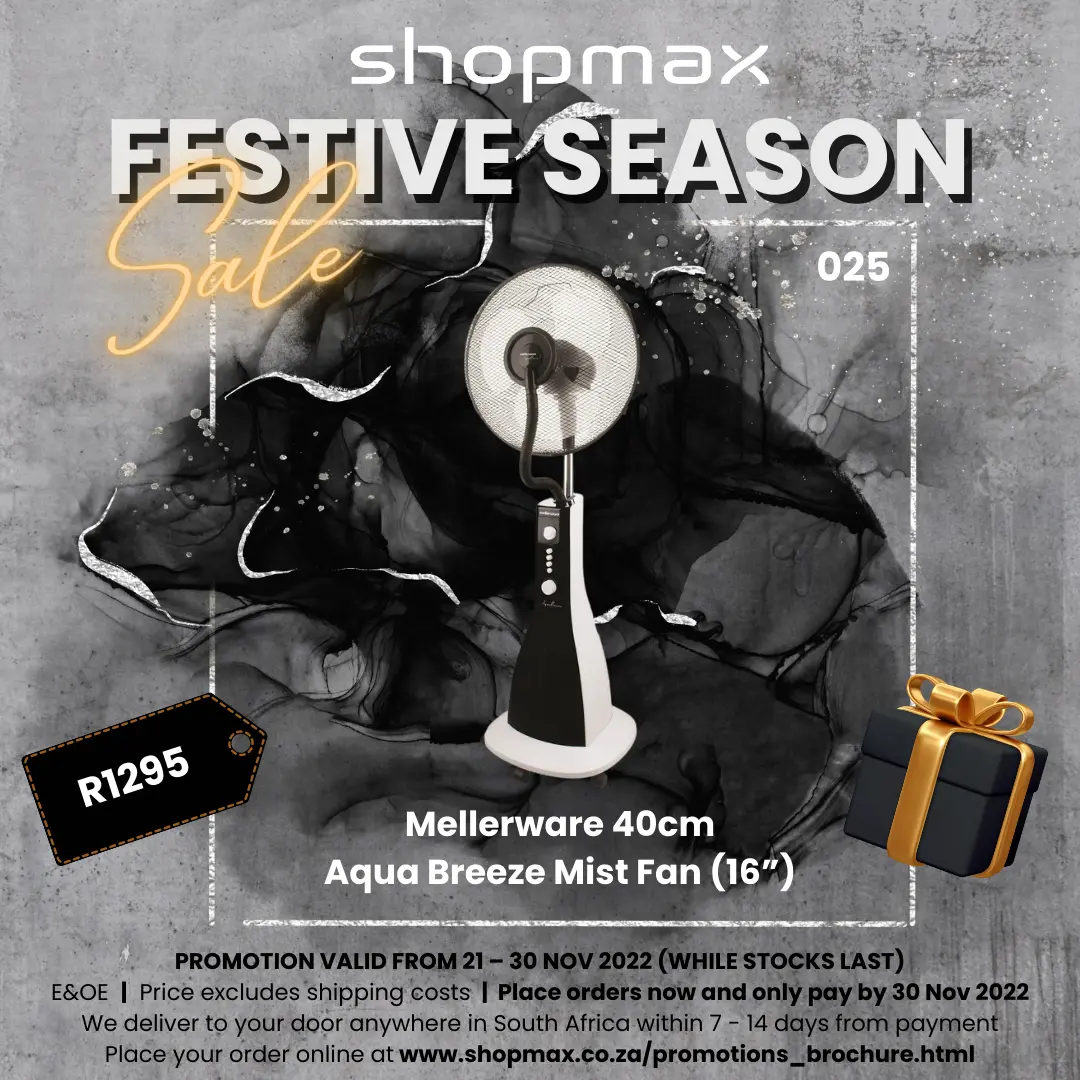 shopmax
FESTIVE SEASON
Sale
025
R1295
Mellerware 40cm
Aqua Breeze Mist Fan (16”)
PROMOTION VALID FROM 21 – 30 NOV 2022 (WHILE STOCKS LAST)
E&OE | Price excludes shipping costs | Place orders now and only pay by 30 Nov 2022
We deliver to your door anywhere in South Africa within 7 - 14 days from payment
Place your order online at www.shopmax.co.za/promotions_brochure.html